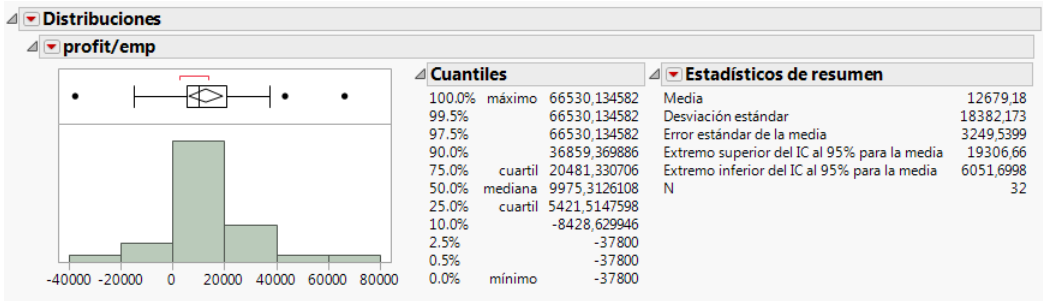 Distribuciones
profit/emp
-40000 -20000 0 20000 40000 60000 80000
Cuantiles
100.0% máximo 66530,134582
99.5% 66530,134582
97.5% 66530,134582
90.0% 36859,369886
75.0% cuartil 20481,330706
50.0% mediana 9975,3126108
25.0% cuartil 5421,5147598
10.0% -8428,629946
2.5% -37800
0.5% -37800
0.0% mínimo -37800
Estadísticos de resumen
Media 12679,18
Desviación estándar 18382,173
Error estándar de la media 3249,5399
Extremo superior del IC al 95% para la media 19306,66
Extremo inferior del IC al 95% para la media 6051,6998
N 32